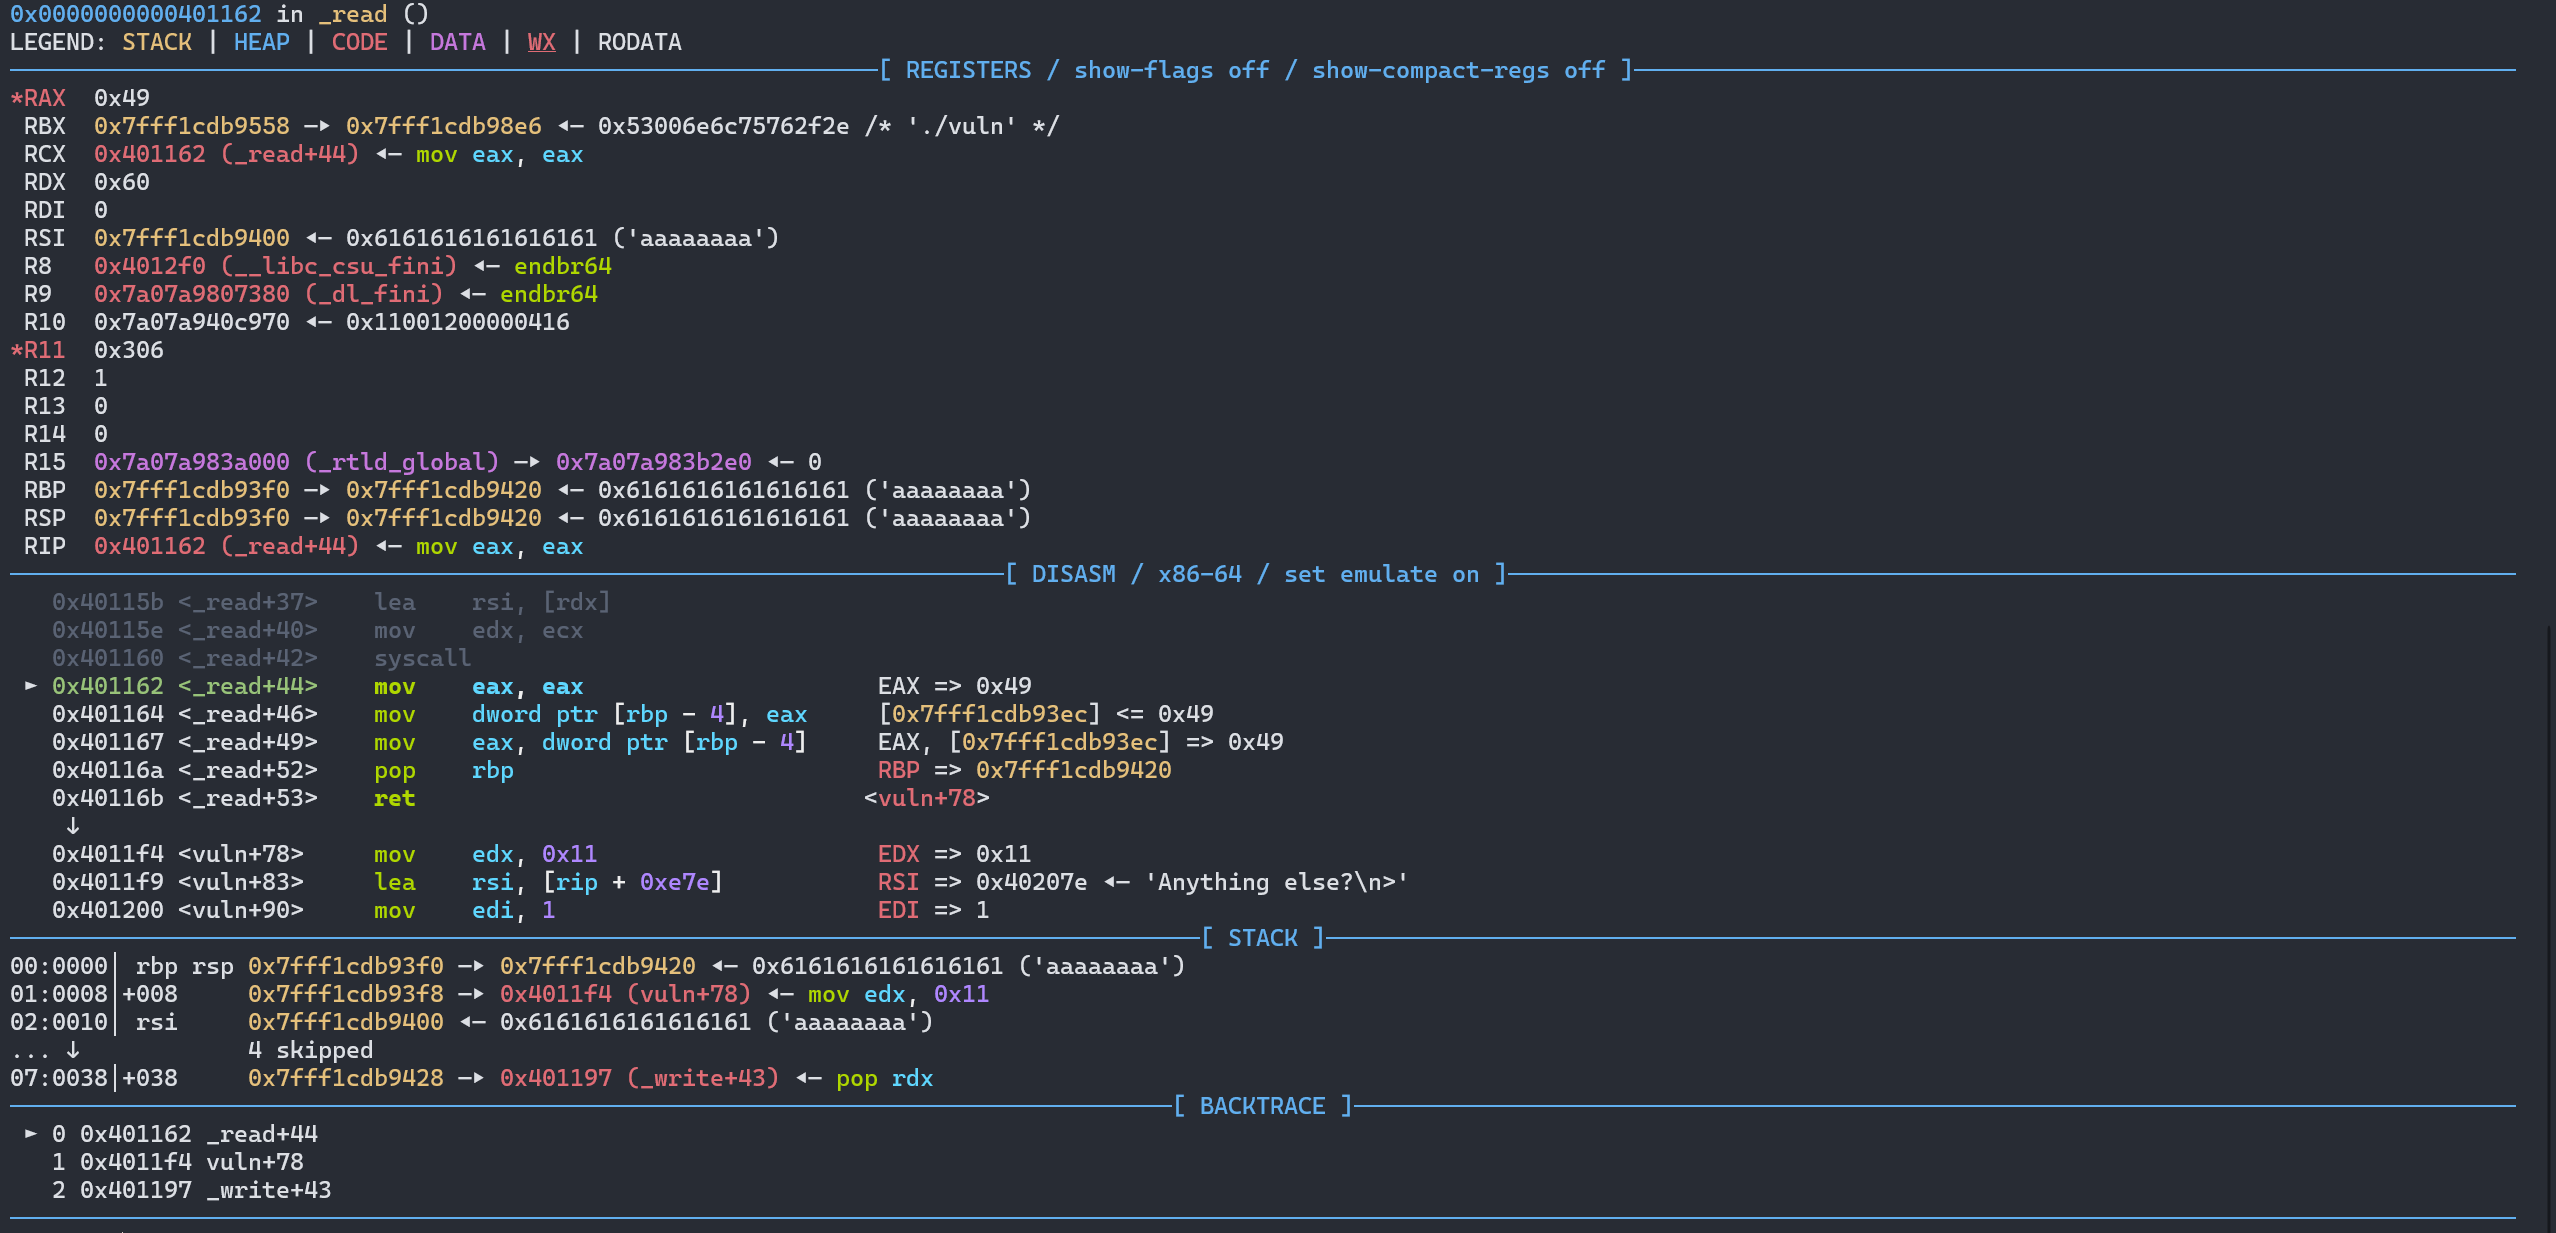 0x0000000000401162 in _read ()
LEGEND: STACK | HEAP | CODE | DATA | WX | RODATA
[ REGISTERS / show-flags off / show-compact-regs off ]
*RAX  0x49
 RBX  0x7fff1cdb9558 —▸ 0x7fff1cdb98e6 ◂— 0x53006e6c75762f2e /* './vuln' */
 RCX  0x401162 (_read+44) ◂— mov eax, eax
 RDX  0x60
 RDI  0
 RSI  0x7fff1cdb9400 ◂— 0x6161616161616161 ('aaaaaaaa')
 R8   0x4012f0 (__libc_csu_fini) ◂— endbr64
 R9   0x7a07a9807380 (_dl_fini) ◂— endbr64
 R10  0x7a07a940c970 ◂— 0x11001200000416
*R11  0x306
 R12  1
 R13  0
 R14  0
 R15  0x7a07a983a000 (_rtld_global) —▸ 0x7a07a983b2e0 ◂— 0
 RBP  0x7fff1cdb93f0 —▸ 0x7fff1cdb9420 ◂— 0x6161616161616161 ('aaaaaaaa')
 RSP  0x7fff1cdb93f0 —▸ 0x7fff1cdb9420 ◂— 0x6161616161616161 ('aaaaaaaa')
 RIP  0x401162 (_read+44) ◂— mov eax, eax
[ DISASM / x86-64 / set emulate on ]
   0x40115b <_read+37>    lea    rsi, [rdx]
   0x40115e <_read+40>    mov    edx, ecx
   0x401160 <_read+42>    syscall
 ► 0x401162 <_read+44>    mov    eax, eax                     EAX => 0x49
   0x401164 <_read+46>    mov    dword ptr [rbp - 4], eax     [0x7fff1cdb93ec] <= 0x49
   0x401167 <_read+49>    mov    eax, dword ptr [rbp - 4]     EAX, [0x7fff1cdb93ec] => 0x49
   0x40116a <_read+52>    pop    rbp                          RBP => 0x7fff1cdb9420
   0x40116b <_read+53>    ret                                <vuln+78>
    ↓
   0x4011f4 <vuln+78>     mov    edx, 0x11                    EDX => 0x11
   0x4011f9 <vuln+83>     lea    rsi, [rip + 0xe7e]           RSI => 0x40207e ◂— 'Anything else?\n>'
   0x401200 <vuln+90>     mov    edi, 1                       EDI => 1
[ STACK ]
00:0000│ rbp rsp 0x7fff1cdb93f0 —▸ 0x7fff1cdb9420 ◂— 0x6161616161616161 ('aaaaaaaa')
01:0008│+008     0x7fff1cdb93f8 —▸ 0x4011f4 (vuln+78) ◂— mov edx, 0x11
02:0010│ rsi     0x7fff1cdb9400 ◂— 0x6161616161616161 ('aaaaaaaa')
... ↓            4 skipped
07:0038│+038     0x7fff1cdb9428 —▸ 0x401197 (_write+43) ◂— pop rdx
[ BACKTRACE ]
 ► 0 0x401162 _read+44
   1 0x4011f4 vuln+78
   2 0x401197 _write+43